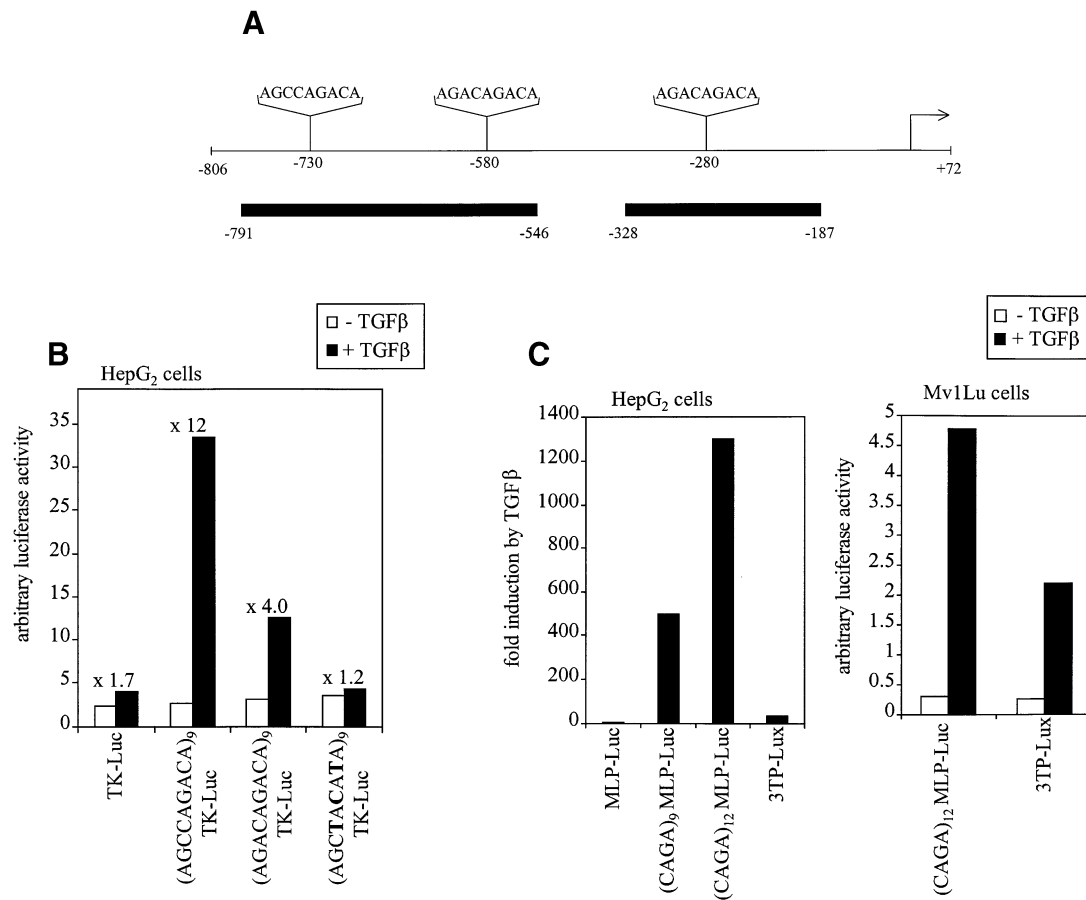 A
AGCCAGACA
AGACAGACA
AGACAGACA
-806
-730
-580
-280
+72
-791
-546
-328
-187
B
- TGFβ
+ TGFβ
HepG2 cells
arbitrary luciferase activity
35
30
25
20
15
10
5
0
x 1.7
x 12
x 4.0
x 1.2
TK-Luc
(AGCCAGACA)9
TK-Luc
(AGACAGACA)9
TK-Luc
(AGCTACATA)9
TK-Luc
C
- TGFβ
+ TGFβ
HepG2 cells
fold induction by TGFβ
1400
1200
1000
800
600
400
200
0
MLP-Luc
(CAGA)9 MLP-Luc
(CAGA)12 MLP-Luc
3TP-Lux
Mv1Lu cells
arbitrary luciferase activity
5
4.5
4
3.5
3
2.5
2
1.5
1
0.5
0
(CAGA)12 MLP-Luc
3TP-Lux